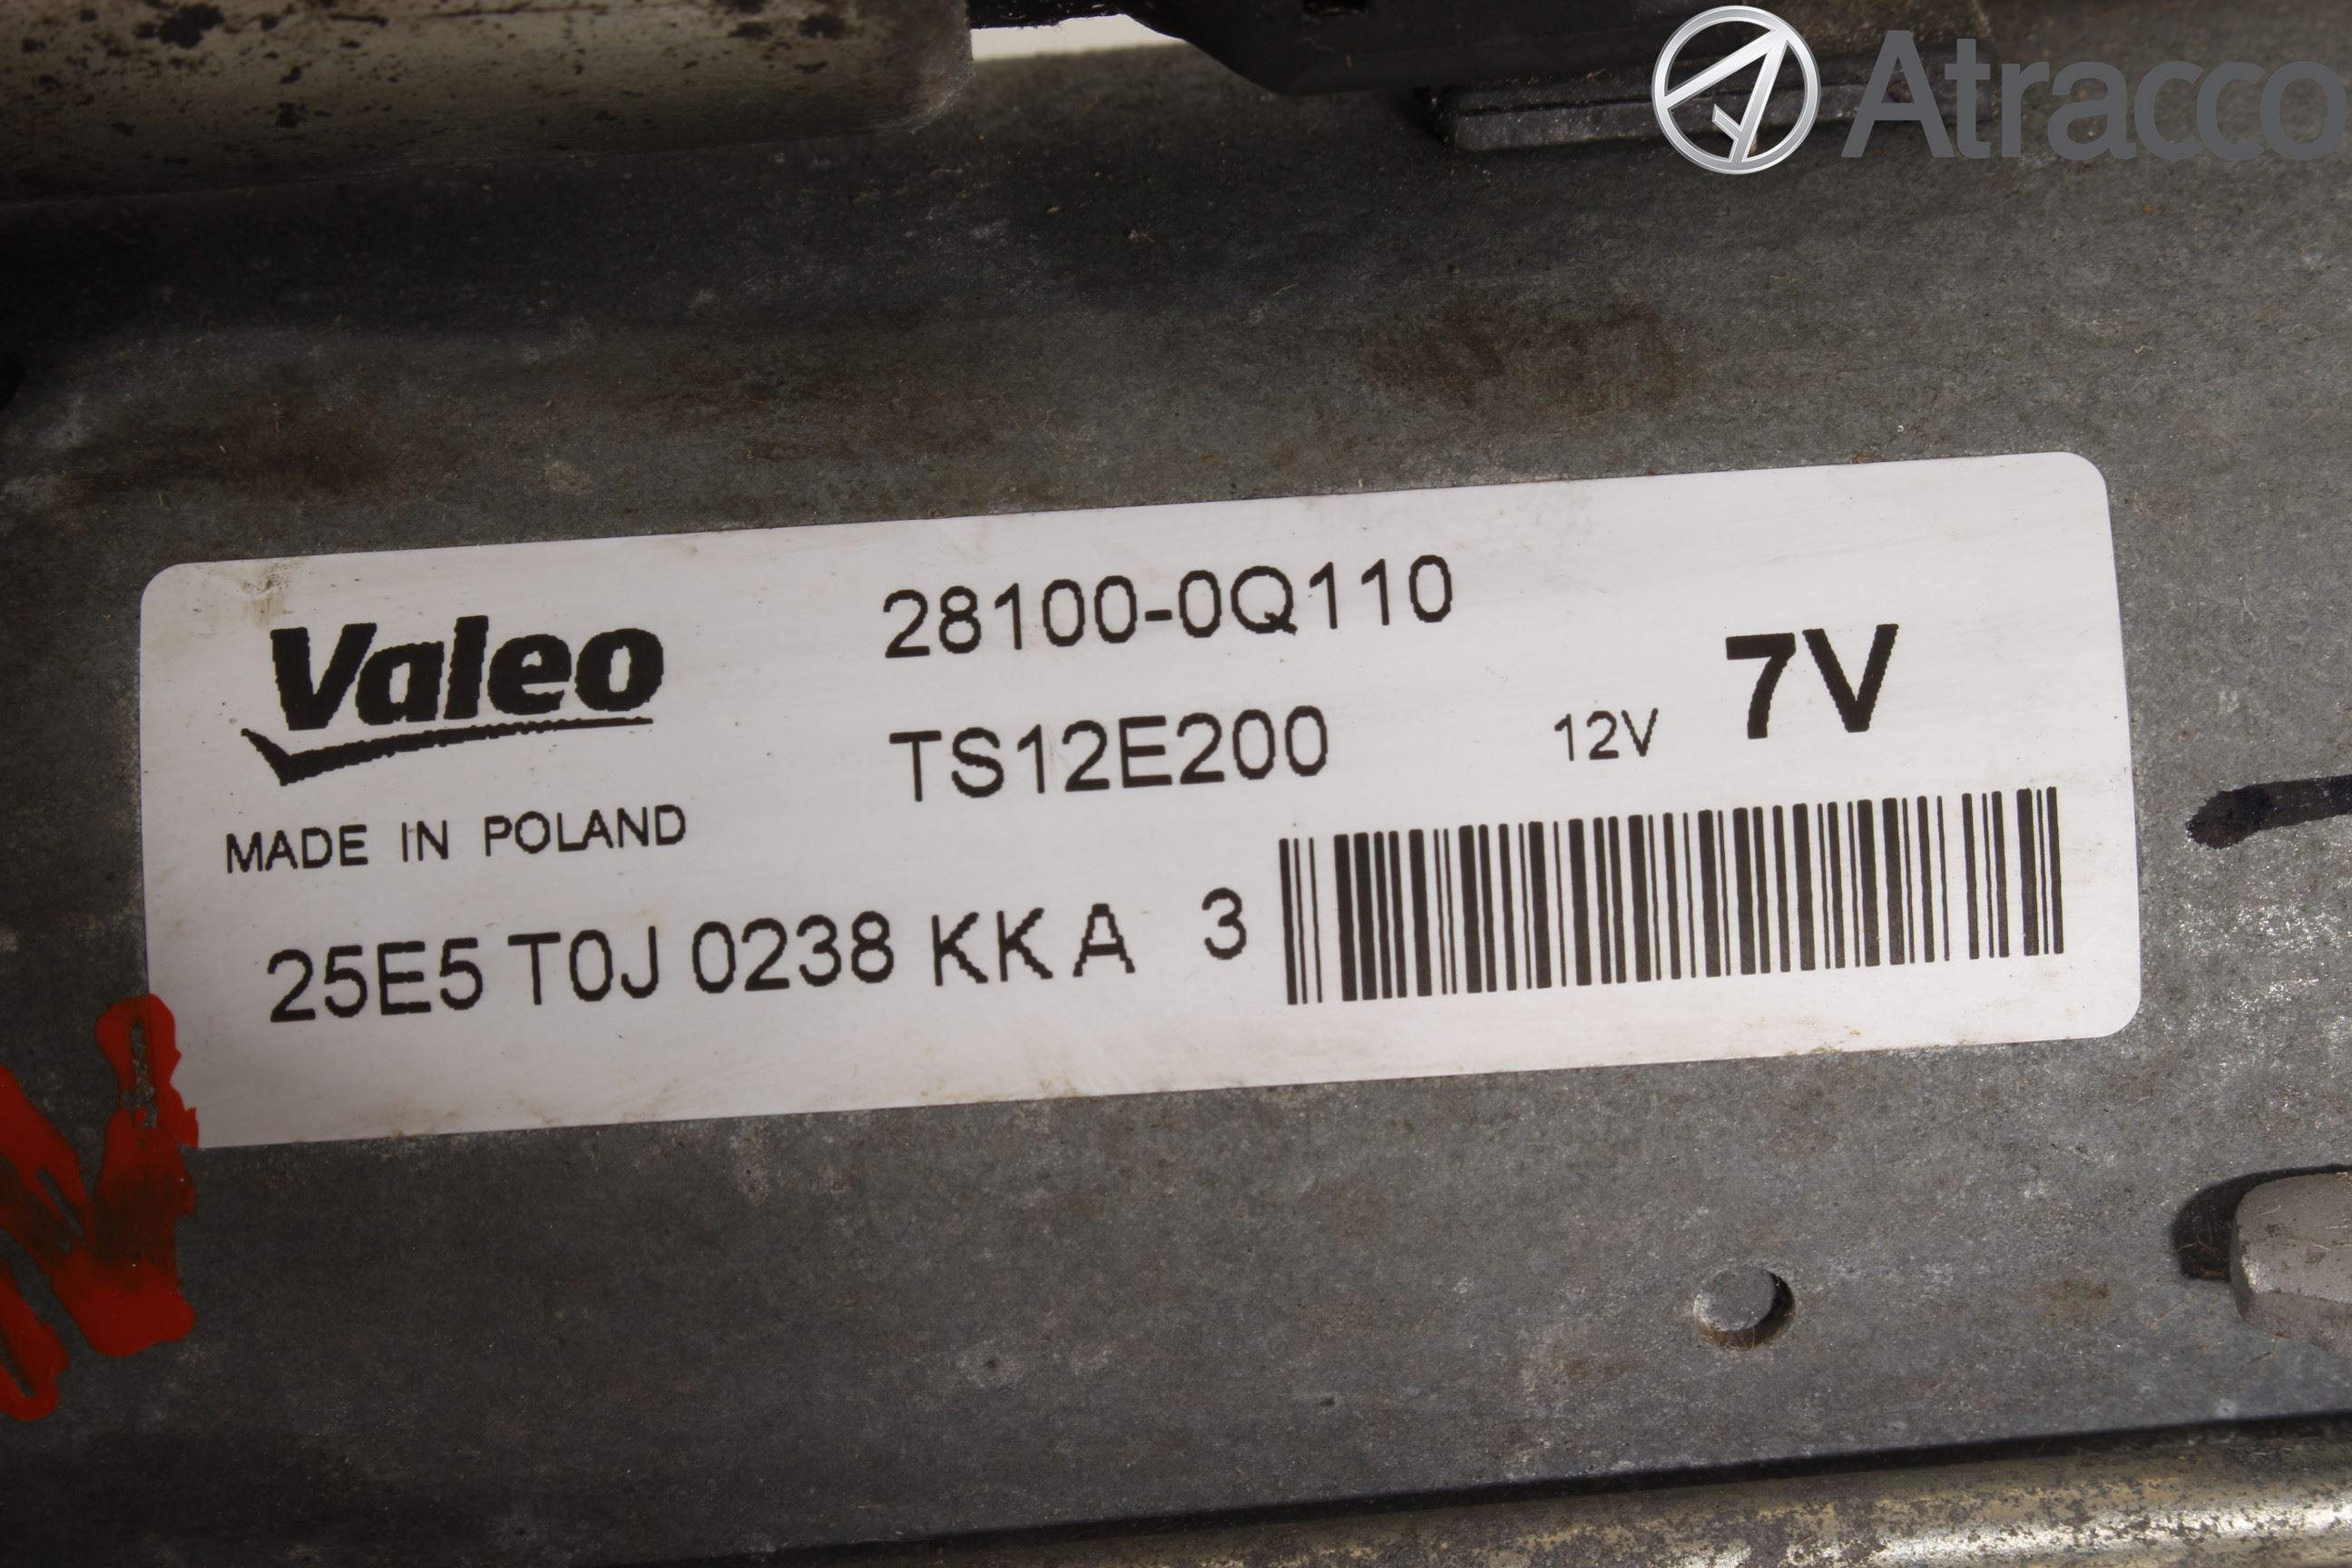 Atracco
Valeo
28100-0Q110
TS12E200 12V 7V
MADE IN POLAND
25E5 T0J 0238 KKA 3